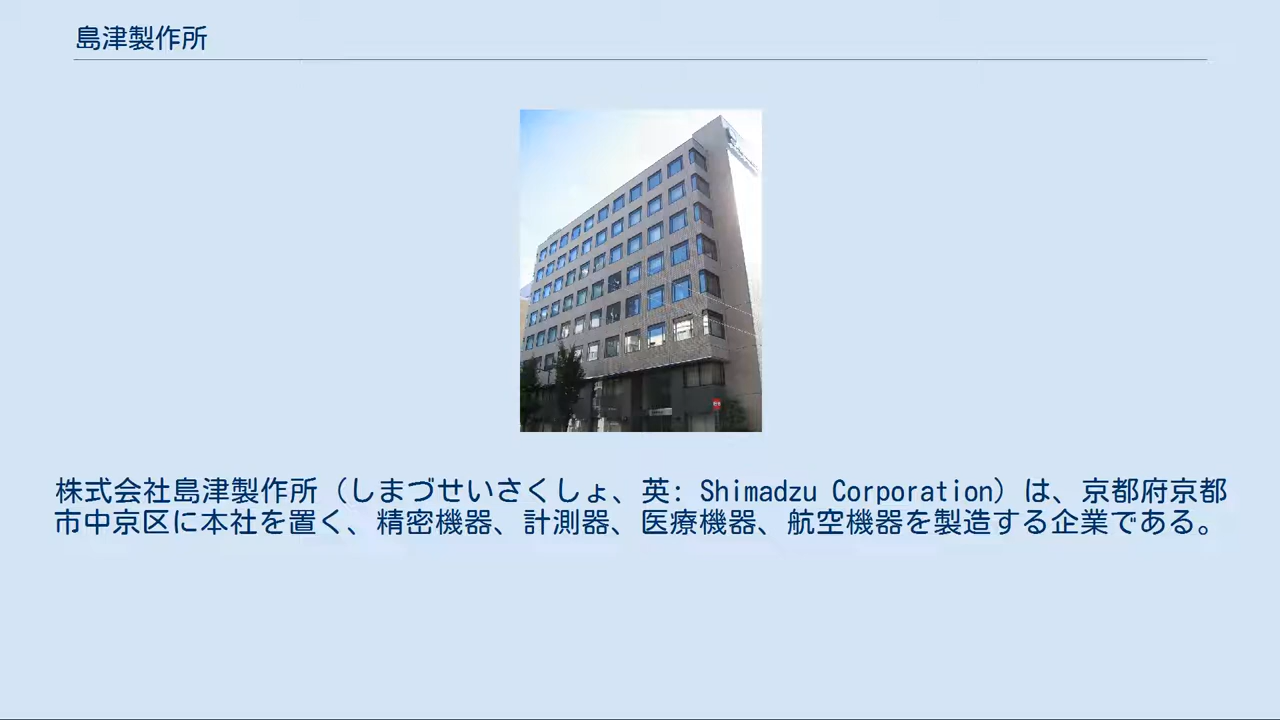 島津製作所
株式会社島津製作所（しまづせいさくしょ、英: Shimadzu Corporation）は、京都府京都
市中京区に本社を置く、精密機器、計測器、医療機器、航空機器を製造する企業である。